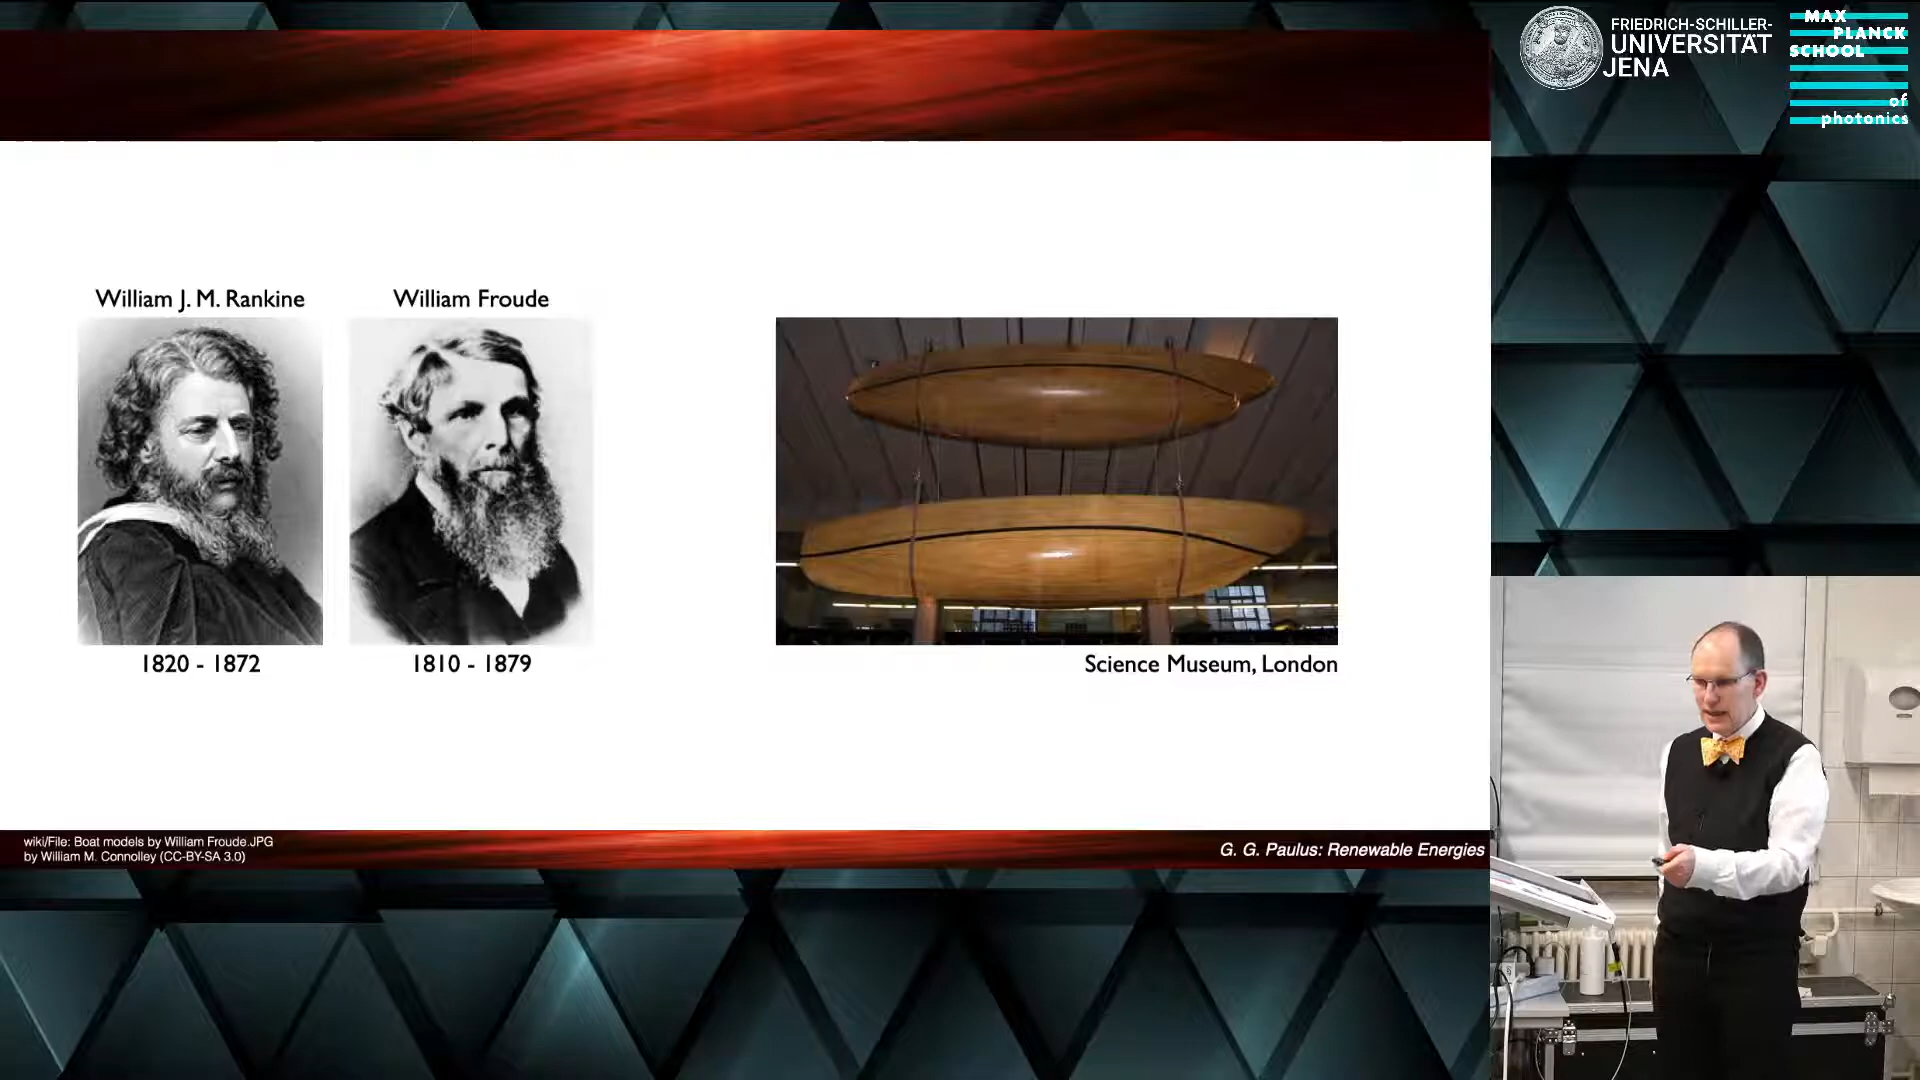 FRIEDRICH-SCHILLER-
UNIVERSITÄT
JENA
MAX
PLANCK
SCHOOL
of
photonics
William J. M. Rankine
William Froude
1820 - 1872
1810 - 1879
Science Museum, London
wiki/File: Boat models by William Froude.JPG
by William M. Connolley (CC-BY-SA 3.0)
G. G. Paulus: Renewable Energies